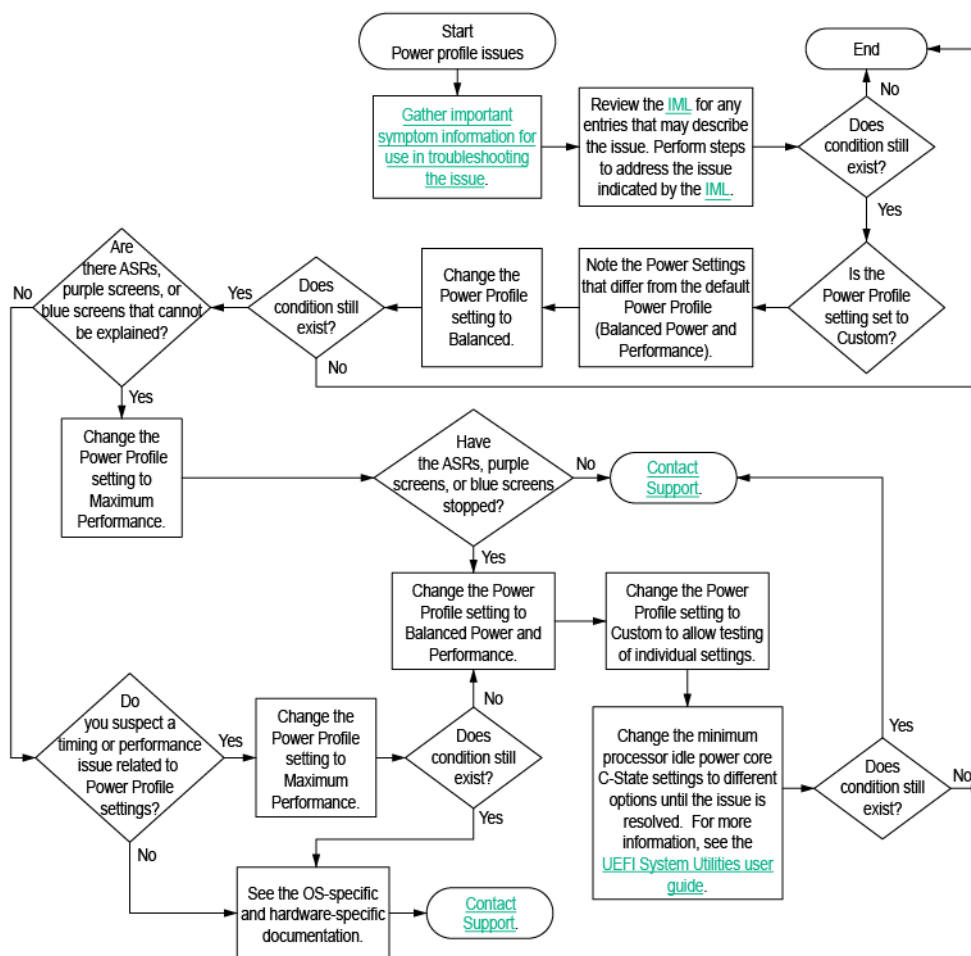 Start
Power profile issues
End
Gather important
symptom information for
use in troubleshooting
the issue.
Review the IML for any
entries that may describe
the issue. Perform steps
to address the issue
indicated by the IML.
No
Does
condition still
exist?
Yes
Is the
Power Profile
setting set to
Custom?
Note the Power Settings
that differ from the default
Power Profile
(Balanced Power and
Performance).
Change the
Power Profile
setting to
Balanced.
Does
condition still
exist?
Yes
No
Are
there ASRs,
purple screens, or
blue screens that cannot
be explained?
No
Yes
Change the
Power Profile
setting to
Maximum
Performance.
Have
the ASRs, purple
screens, or blue screens
stopped?
No
Contact
Support.
Yes
Change the Power
Profile setting to
Balanced Power and
Performance.
Change the Power
Profile setting to
Custom to allow testing
of individual settings.
Do
you suspect a
timing or performance
issue related to
Power Profile
settings?
Yes
No
Change the
Power Profile
setting to
Maximum
Performance.
No
Does
condition still
exist?
Yes
Change the minimum
processor idle power core
C-State settings to different
options until the issue is
resolved. For more
information, see the
UEFI System Utilities user
guide.
Yes
Does
condition still
exist?
No
See the OS-specific
and hardware-specific
documentation.
Contact
Support.